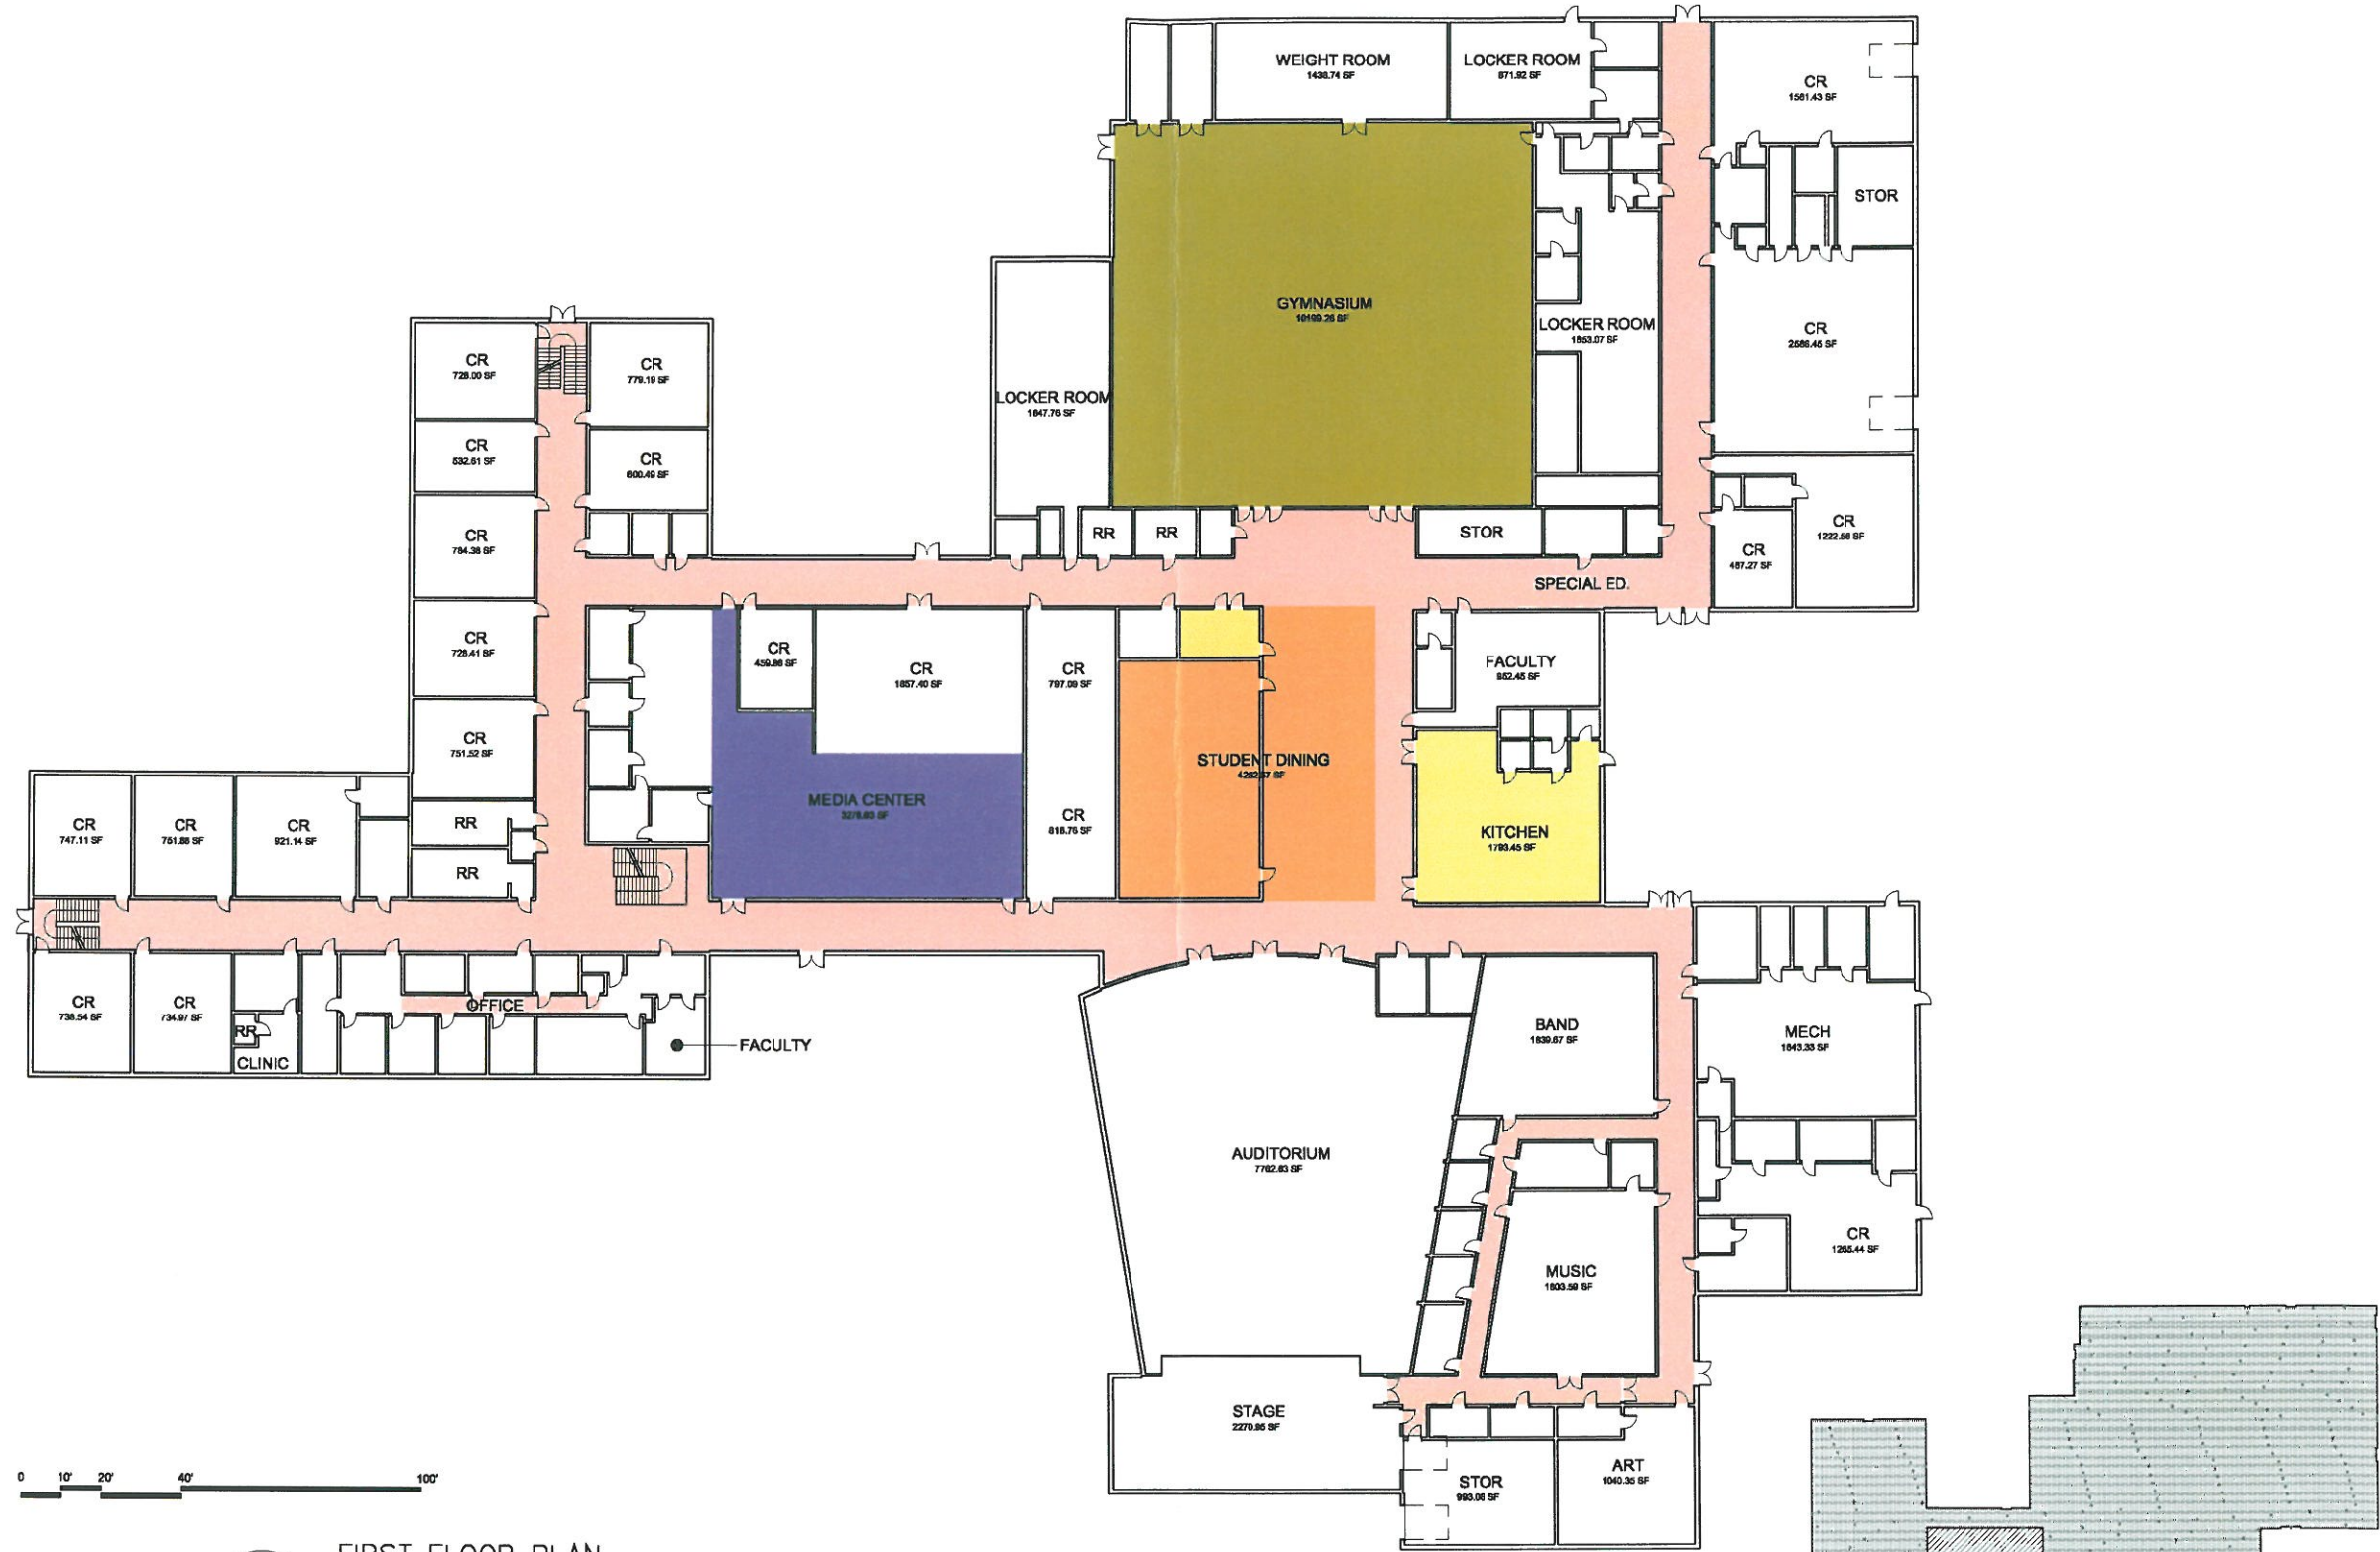 WEIGHT ROOM
1438.74 SF
LOCKER ROOM
871.92 SF
CR
1581.43 SF
STOR
GYMNASIUM
10199.26 SF
LOCKER ROOM
1853.07 SF
CR
2586.45 SF
LOCKER ROOM
1847.76 SF
CR
728.00 SF
CR
779.19 SF
CR
532.61 SF
CR
600.49 SF
CR
784.38 SF
RR
RR
STOR
CR
1222.58 SF
CR
487.27 SF
SPECIAL ED.
CR
728.41 SF
CR
459.86 SF
CR
1857.40 SF
CR
797.09 SF
FACULTY
952.45 SF
CR
751.52 SF
STUDENT DINING
MEDIA CENTER
CR
747.11 SF
CR
751.88 SF
CR
921.14 SF
RR
CR
818.76 SF
KITCHEN
1793.45 SF
RR
CR
738.54 SF
CR
734.97 SF
OFFICE
RR
CLINIC
FACULTY
BAND
1839.67 SF
MECH
1843.33 SF
AUDITORIUM
7762.63 SF
CR
1265.44 SF
MUSIC
1603.59 SF
STAGE
2270.95 SF
STOR
993.06 SF
ART
1040.35 SF
0 10' 20' 40' 100'
FIRST FLOOR PLAN